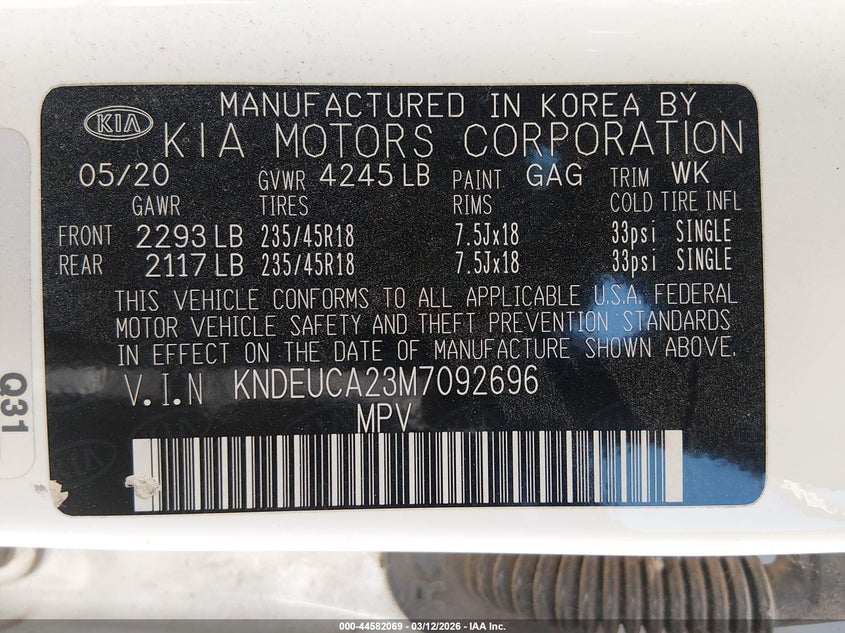 KIA
MANUFACTURED IN KOREA BY
KIA MOTORS CORPORATION
05/20 GVWR 4245 LB PAINT GAG TRIM WK
GAWR TIRES RIMS COLD TIRE INFL
FRONT 2293 LB 235/45R18 7.5Jx18 33psi SINGLE
REAR 2117 LB 235/45R18 7.5Jx18 33psi SINGLE
THIS VEHICLE CONFORMS TO ALL APPLICABLE U.S.A. FEDERAL
MOTOR VEHICLE SAFETY AND THEFT PREVENTION STANDARDS
IN EFFECT ON THE DATE OF MANUFACTURE SHOWN ABOVE.
V.I.N KNDEUCA23M7092696
MPV
Q31
000-44582069 - 03/12/2026 - IAA Inc.